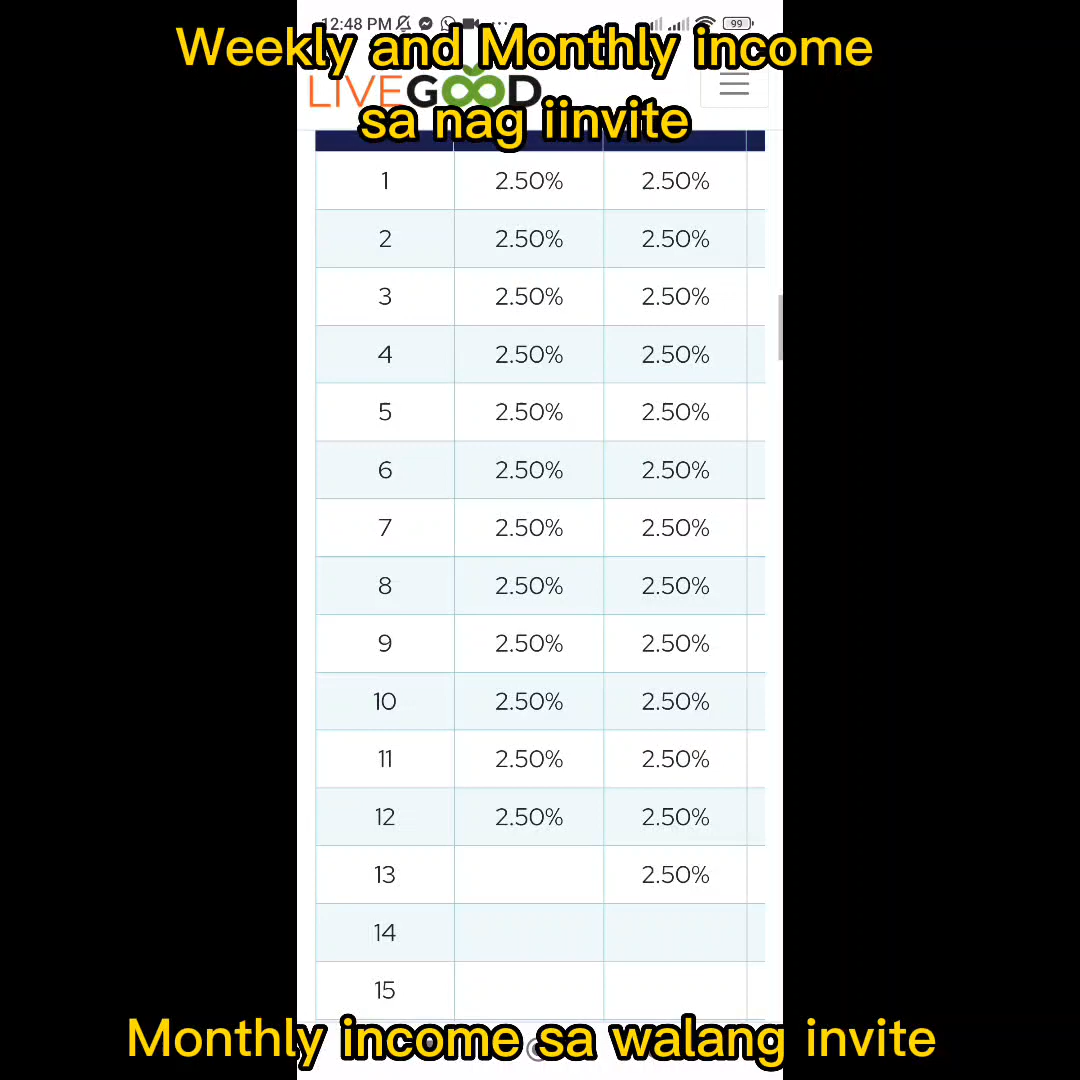 12:48 PM
99
Weekly and Monthly income
LIVEGOOD
sa nag iinvite
1 2.50% 2.50%
2 2.50% 2.50%
3 2.50% 2.50%
4 2.50% 2.50%
5 2.50% 2.50%
6 2.50% 2.50%
7 2.50% 2.50%
8 2.50% 2.50%
9 2.50% 2.50%
10 2.50% 2.50%
11 2.50% 2.50%
12 2.50% 2.50%
13 2.50%
14
15
Monthly income sa walang invite